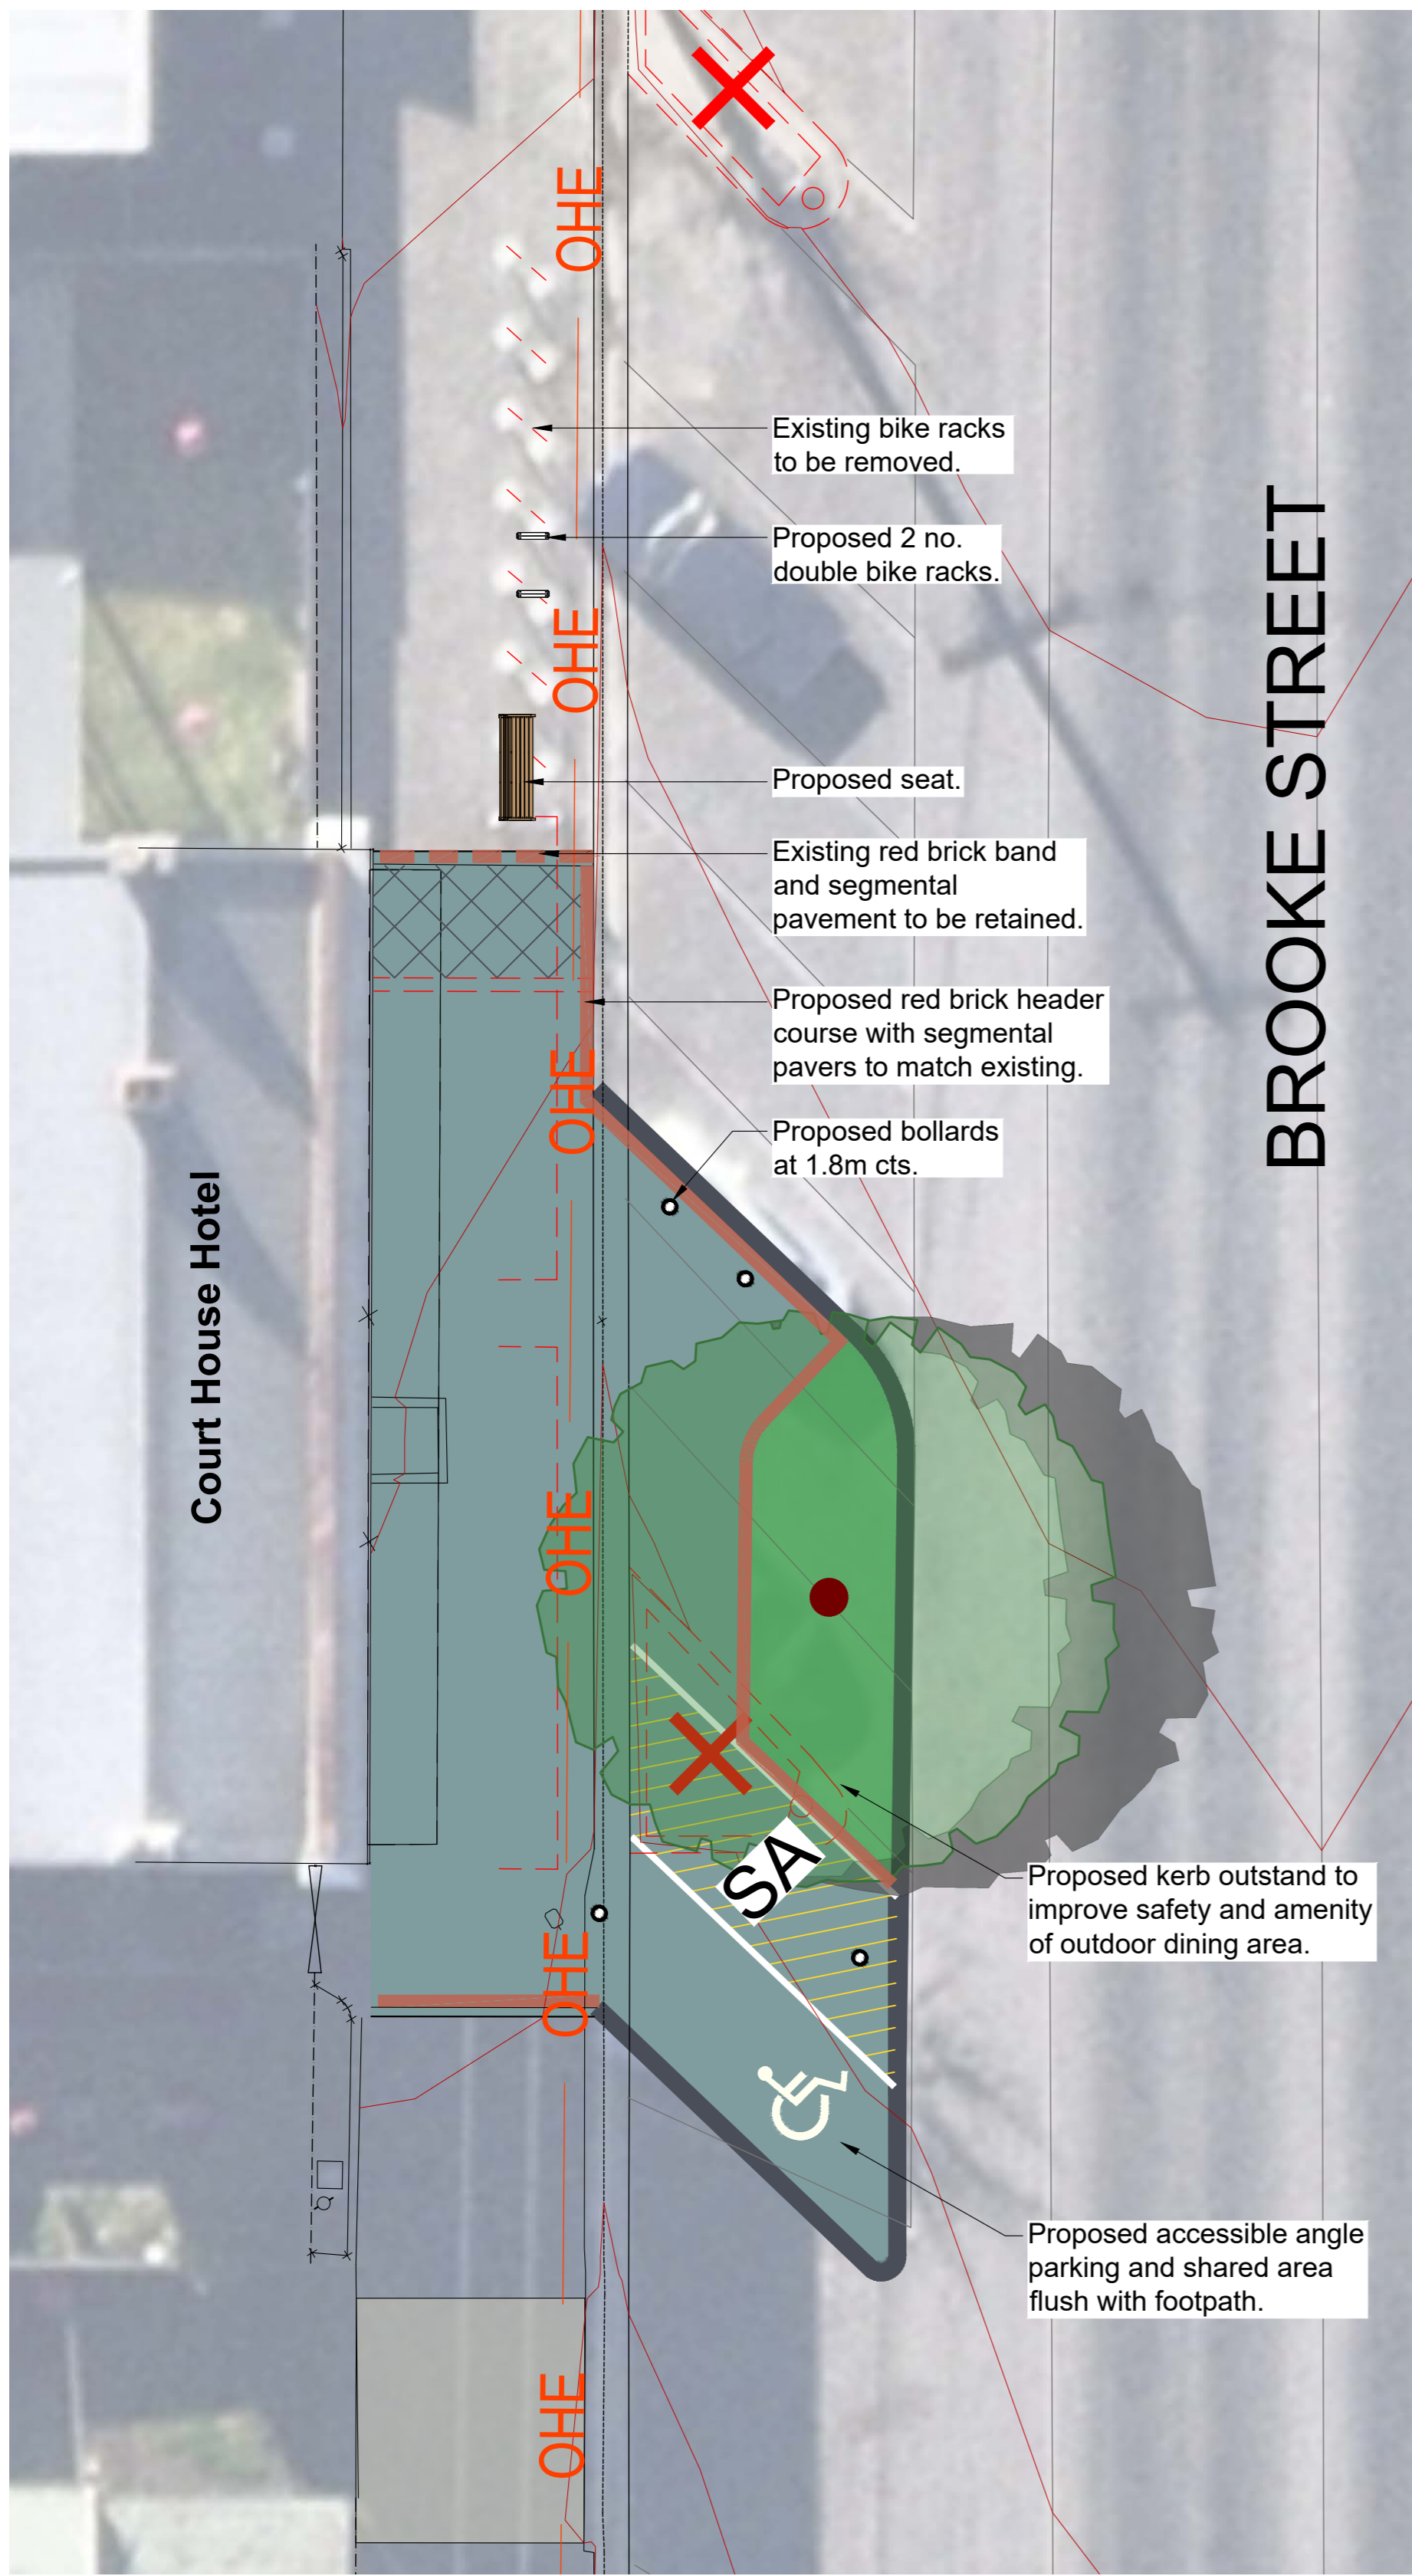 OHE
Existing bike racks
to be removed.
Proposed 2 no.
double bike racks.
OHE
Proposed seat.
BROOKE STREET
Existing red brick band
and segmental
pavement to be retained.
Proposed red brick header
course with segmental
pavers to match existing.
OHE
Proposed bollards
at 1.8m cts.
Court House Hotel
OHE
SA
Proposed kerb outstand to
improve safety and amenity
of outdoor dining area.
OHE
Proposed accessible angle
parking and shared area
flush with footpath.
OHE